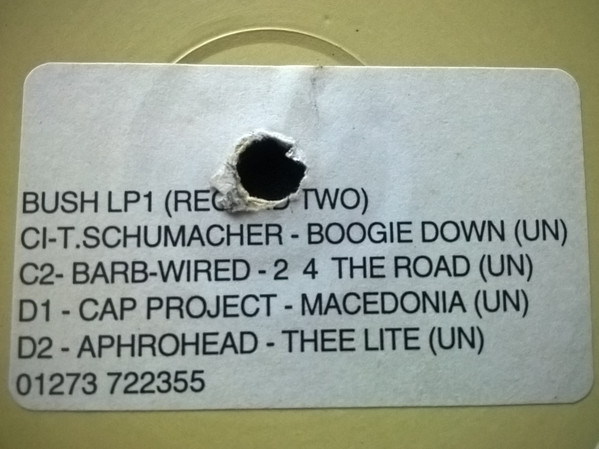 BUSH LP1 (RECORD TWO)
CI-T.SCHUMACHER - BOOGIE DOWN (UN)
C2- BARB-WIRED - 2 4 THE ROAD (UN)
D1 - CAP PROJECT - MACEDONIA (UN)
D2 - APHROHEAD - THEE LITE (UN)
01273 722355